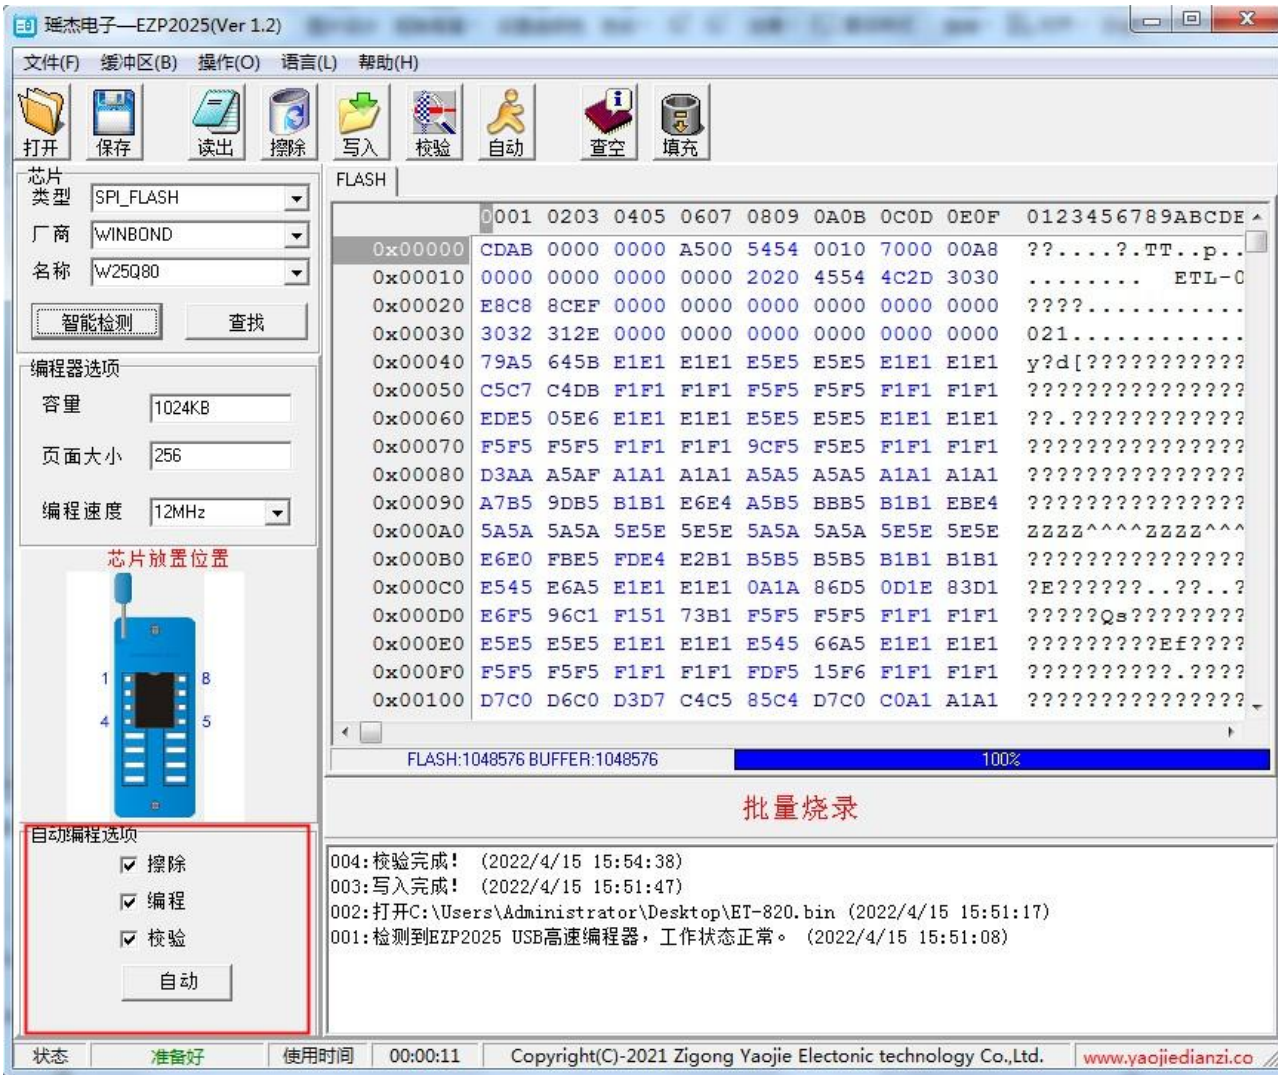 瑶杰电子—EZP2025(Ver 1.2)
文件(F) 缓冲区(B) 操作(O) 语言(L) 帮助(H)
打开 保存 读出 擦除 写入 校验 自动 查空 填充
芯片
类型 SPI_FLASH
厂商 WINBOND
名称 W25Q80
智能检测 查找
编程器选项
容量 1024KB
页面大小 256
编程速度 12MHz
芯片放置位置
1 8
4 5
自动编程选项
擦除
编程
校验
自动
FLASH
0001 0203 0405 0607 0809 0A0B 0C0D 0E0F 0123456789ABCDE
0x00000 CDAB 0000 0000 A500 5454 0010 7000 00A8 ??....?.TT..p..
0x00010 0000 0000 0000 0000 2020 4554 4C2D 3030 ........ ETL-0
0x00020 E8C8 8CEF 0000 0000 0000 0000 0000 0000 ????...........
0x00030 3032 312E 0000 0000 0000 0000 0000 0000 021............
0x00040 79A5 645B E1E1 E1E1 E5E5 E5E5 E1E1 E1E1 y?d[???????????
0x00050 C5C7 C4DB F1F1 F1F1 F5F5 F5F5 F1F1 F1F1 ???????????????
0x00060 EDE5 05E6 E1E1 E1E1 E5E5 E5E5 E1E1 E1E1 ??.????????????
0x00070 F5F5 F5F5 F1F1 F1F1 9CF5 F5E5 F1F1 F1F1 ???????????????
0x00080 D3AA A5AF A1A1 A1A1 A5A5 A5A5 A1A1 A1A1 ???????????????
0x00090 A7B5 9DB5 B1B1 E6E4 A5B5 BBB5 B1B1 EBE4 ???????????????
0x000A0 5A5A 5A5A 5E5E 5E5E 5A5A 5A5A 5E5E 5E5E ZZZZ^^^^ZZZZ^^^
0x000B0 E6E0 FBE5 FDE4 E2B1 B5B5 B5B5 B1B1 B1B1 ???????????????
0x000C0 E545 E6A5 E1E1 E1E1 0A1A 86D5 0D1E 83D1 ?E??????..??..?
0x000D0 E6F5 96C1 F151 73B1 F5F5 F5F5 F1F1 F1F1 ?????Qs????????
0x000E0 E5E5 E5E5 E1E1 E1E1 E545 66A5 E1E1 E1E1 ?????????Ef????
0x000F0 F5F5 F5F5 F1F1 F1F1 FDF5 15F6 F1F1 F1F1 ??????????.????
0x00100 D7C0 D6C0 D3D7 C4C5 85C4 D7C0 C0A1 A1A1 ???????????????
FLASH:1048576 BUFFER:1048576 100%
批量烧录
004:校验完成! (2022/4/15 15:54:38)
003:写入完成! (2022/4/15 15:51:47)
002:打开C:\Users\Administrator\Desktop\ET-820.bin (2022/4/15 15:51:17)
001:检测到EZP2025 USB高速编程器，工作状态正常。 (2022/4/15 15:51:08)
状态 准备好 使用时间 00:00:11 Copyright(C)-2021 Zigong Yaojie Electonic technology Co.,Ltd. www.yaojiedianzi.co